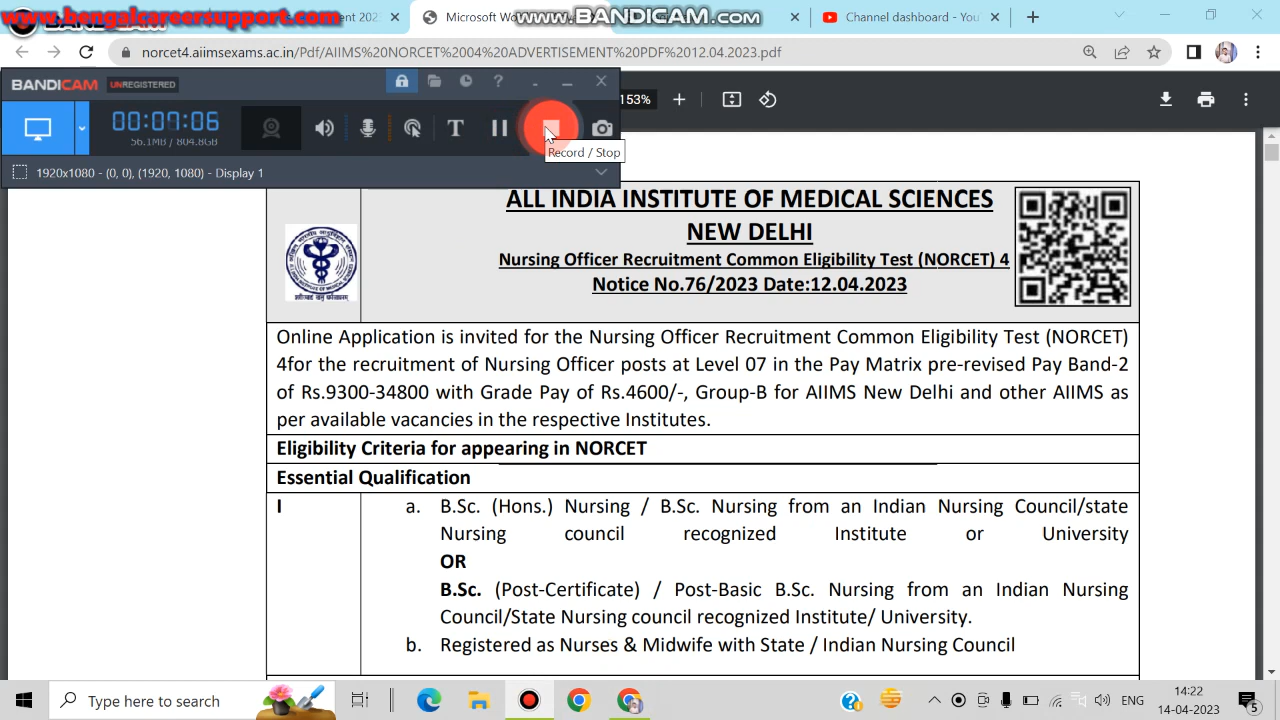 www.bengalcareersupport.com
www.BANDICAM.com
BANDICAM
ent 202
Microsoft Wo
Channel dashboard - You
norcet4.aiimsexams.ac.in/Pdf/AIIMS%20NORCET%2004%20ADVERTISEMENT%20PDF%2012.04.2023.pdf
BANDICAM UNREGISTERED
00:07:06
56.1MB / 804.8GB
Record / Stop
153%
1920x1080 - (0, 0), (1920, 1080) - Display 1
ALL INDIA INSTITUTE OF MEDICAL SCIENCES
NEW DELHI
Nursing Officer Recruitment Common Eligibility Test (NORCET) 4
Notice No.76/2023 Date:12.04.2023
Online Application is invited for the Nursing Officer Recruitment Common Eligibility Test (NORCET)
4for the recruitment of Nursing Officer posts at Level 07 in the Pay Matrix pre-revised Pay Band-2
of Rs.9300-34800 with Grade Pay of Rs.4600/-, Group-B for AIIMS New Delhi and other AIIMS as
per available vacancies in the respective Institutes.
Eligibility Criteria for appearing in NORCET
Essential Qualification
I
a. B.Sc. (Hons.) Nursing / B.Sc. Nursing from an Indian Nursing Council/state
Nursing council recognized Institute or University
OR
B.Sc. (Post-Certificate) / Post-Basic B.Sc. Nursing from an Indian Nursing
Council/State Nursing council recognized Institute/ University.
b. Registered as Nurses & Midwife with State / Indian Nursing Council
Type here to search
ENG
14:22
14-04-2023
5